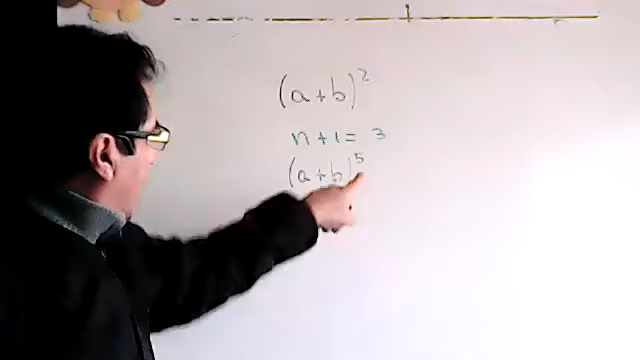 (a+b)²
n+1= 3
(a+b)⁵